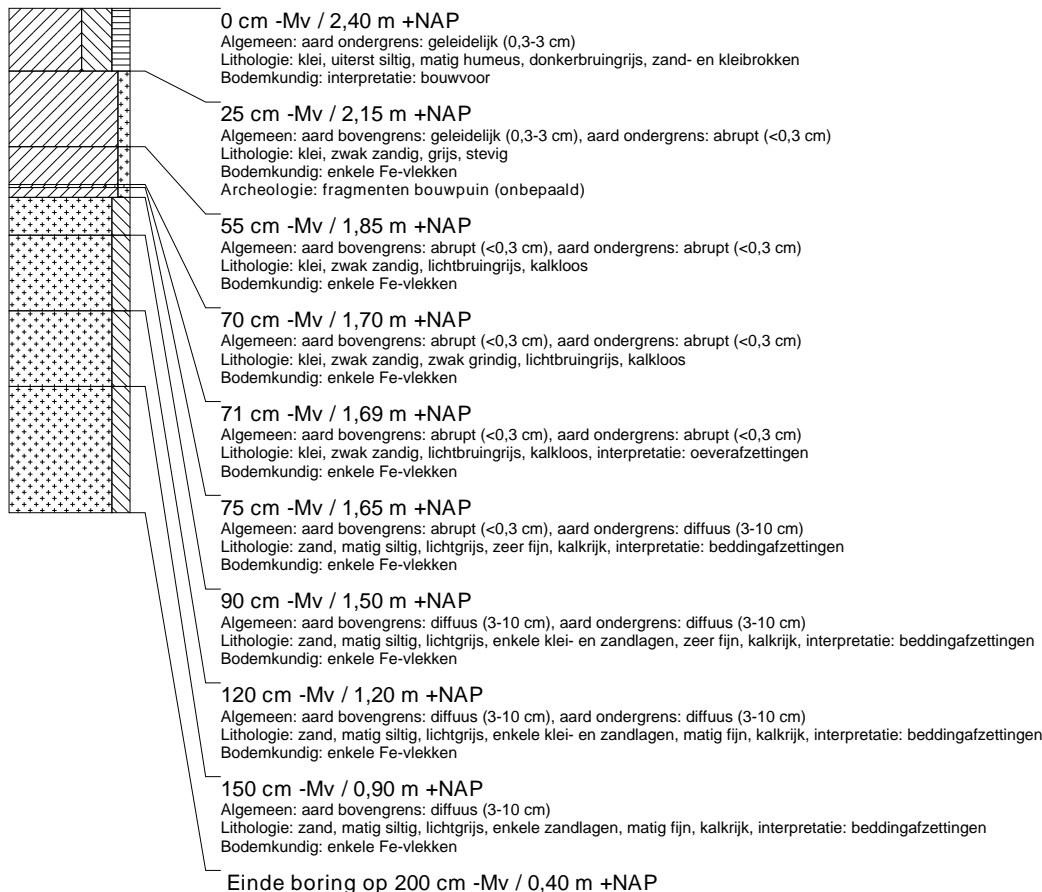 0 cm -Mv / 2,40 m +NAP
Algemeen: aard ondergrens: geleidelijk (0,3-3 cm)
Lithologie: klei, uiterst siltig, matig humeus, donkerbruingrijs, zand- en kleibrokken
Bodemkundig: interpretatie: bouwvoor
25 cm -Mv / 2,15 m +NAP
Algemeen: aard bovengrens: geleidelijk (0,3-3 cm), aard ondergrens: abrupt (<0,3 cm)
Lithologie: klei, zwak zandig, grijs, stevig
Bodemkundig: enkele Fe-vlekken
Archeologie: fragmenten bouwpuin (onbepaald)
55 cm -Mv / 1,85 m +NAP
Algemeen: aard bovengrens: abrupt (<0,3 cm), aard ondergrens: abrupt (<0,3 cm)
Lithologie: klei, zwak zandig, lichtbruingrijs, kalkloos
Bodemkundig: enkele Fe-vlekken
70 cm -Mv / 1,70 m +NAP
Algemeen: aard bovengrens: abrupt (<0,3 cm), aard ondergrens: abrupt (<0,3 cm)
Lithologie: klei, zwak zandig, zwak grindig, lichtbruingrijs, kalkloos
Bodemkundig: enkele Fe-vlekken
71 cm -Mv / 1,69 m +NAP
Algemeen: aard bovengrens: abrupt (<0,3 cm), aard ondergrens: abrupt (<0,3 cm)
Lithologie: klei, zwak zandig, lichtbruingrijs, kalkloos, interpretatie: oeverafzettingen
Bodemkundig: enkele Fe-vlekken
75 cm -Mv / 1,65 m +NAP
Algemeen: aard bovengrens: abrupt (<0,3 cm), aard ondergrens: diffuus (3-10 cm)
Lithologie: zand, matig siltig, lichtgrijs, zeer fijn, kalkrijk, interpretatie: beddingafzettingen
Bodemkundig: enkele Fe-vlekken
90 cm -Mv / 1,50 m +NAP
Algemeen: aard bovengrens: diffuus (3-10 cm), aard ondergrens: diffuus (3-10 cm)
Lithologie: zand, matig siltig, lichtgrijs, enkele klei- en zandlagen, zeer fijn, kalkrijk, interpretatie: beddingafzettingen
Bodemkundig: enkele Fe-vlekken
120 cm -Mv / 1,20 m +NAP
Algemeen: aard bovengrens: diffuus (3-10 cm), aard ondergrens: diffuus (3-10 cm)
Lithologie: zand, matig siltig, lichtgrijs, enkele klei- en zandlagen, matig fijn, kalkrijk, interpretatie: beddingafzettingen
Bodemkundig: enkele Fe-vlekken
150 cm -Mv / 0,90 m +NAP
Algemeen: aard bovengrens: diffuus (3-10 cm)
Lithologie: zand, matig siltig, lichtgrijs, enkele zandlagen, matig fijn, kalkrijk, interpretatie: beddingafzettingen
Bodemkundig: enkele Fe-vlekken
Einde boring op 200 cm -Mv / 0,40 m +NAP